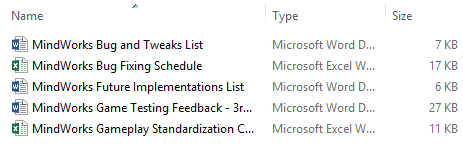 Name Type Size
MindWorks Bug and Tweaks List Microsoft Word D... 7 KB
MindWorks Bug Fixing Schedule Microsoft Excel W... 17 KB
MindWorks Future Implementations List Microsoft Word D... 6 KB
MindWorks Game Testing Feedback - 3r... Microsoft Word D... 27 KB
MindWorks Gameplay Standardization C... Microsoft Excel W... 11 KB